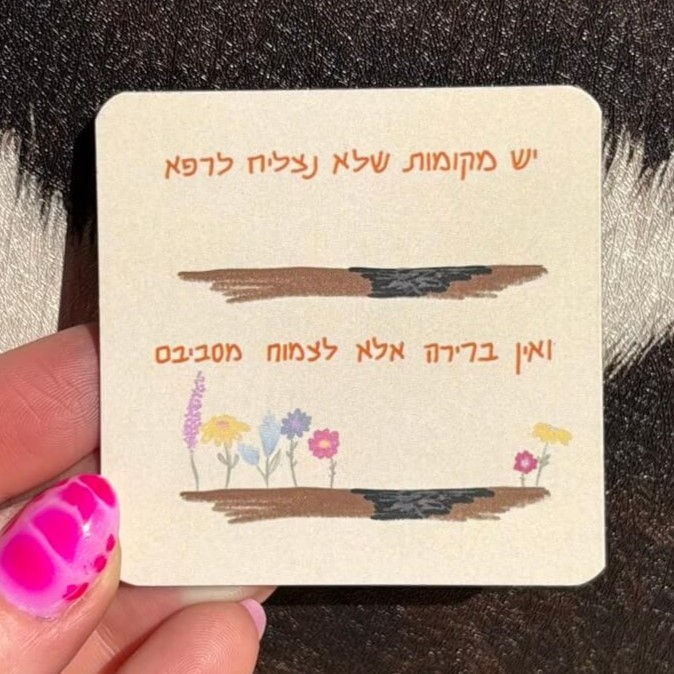 יש מקומות שלא נצליח לרפא
ואין ברירה אלא לצמוח מסביבם